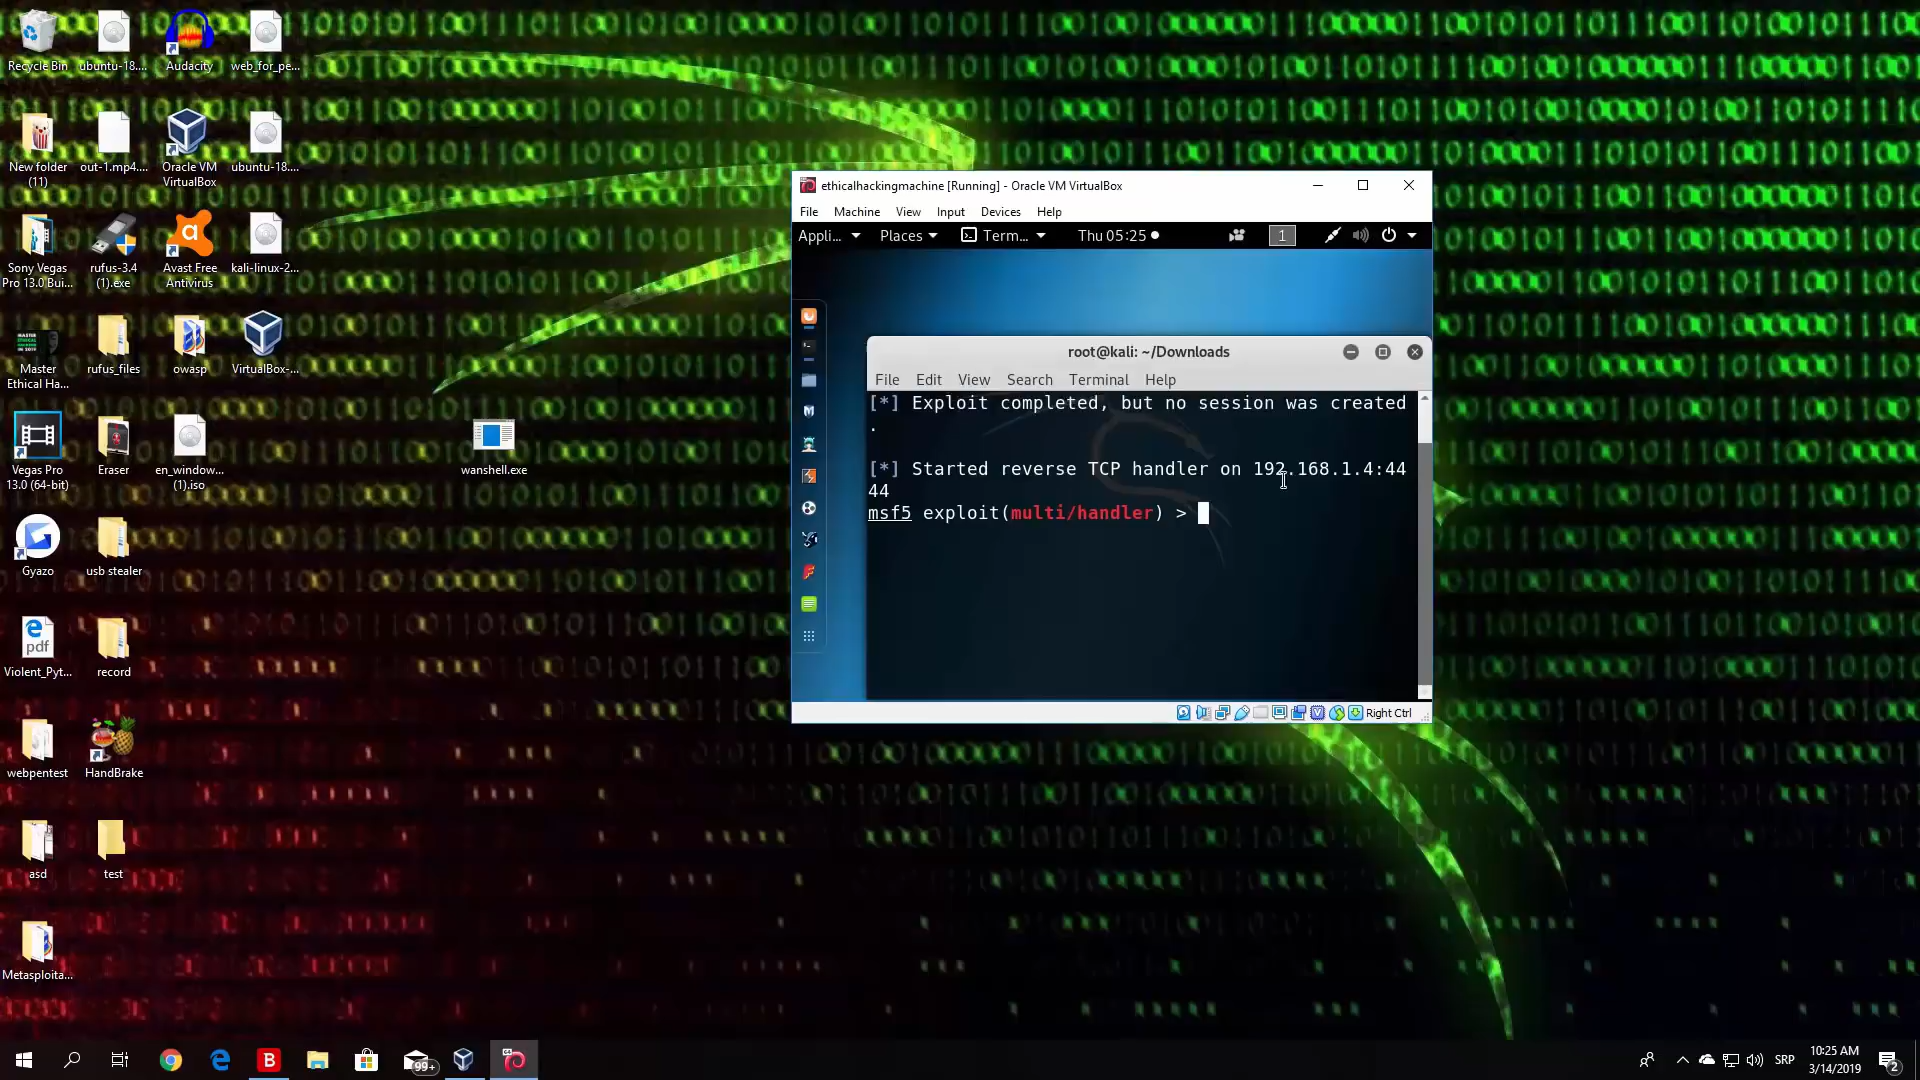 Recycle Bin
ubuntu-18....
Audacity
web_for_pe...
New folder
(11)
out-1.mp4....
Oracle VM
VirtualBox
ubuntu-18....
Sony Vegas
Pro 13.0 Bui...
rufus-3.4
(1).exe
Avast Free
Antivirus
kali-linux-2...
Master
Ethical Ha...
rufus_files
owasp
VirtualBox-...
Vegas Pro
13.0 (64-bit)
Eraser
en_window...
(1).iso
wanshell.exe
Gyazo
usb stealer
pdf
Violent_Pyt...
record
webpentest
HandBrake
asd
test
Metasploita...
ethicalhackingmachine [Running] - Oracle VM VirtualBox
File Machine View Input Devices Help
Appli... Places Term... Thu 05:25 1
root@kali: ~/Downloads
File Edit View Search Terminal Help
[*] Exploit completed, but no session was created
.
[*] Started reverse TCP handler on 192.168.1.4:44
44
msf5 exploit(multi/handler) >
Right Ctrl
99+
SRP
10:25 AM
3/14/2019
2